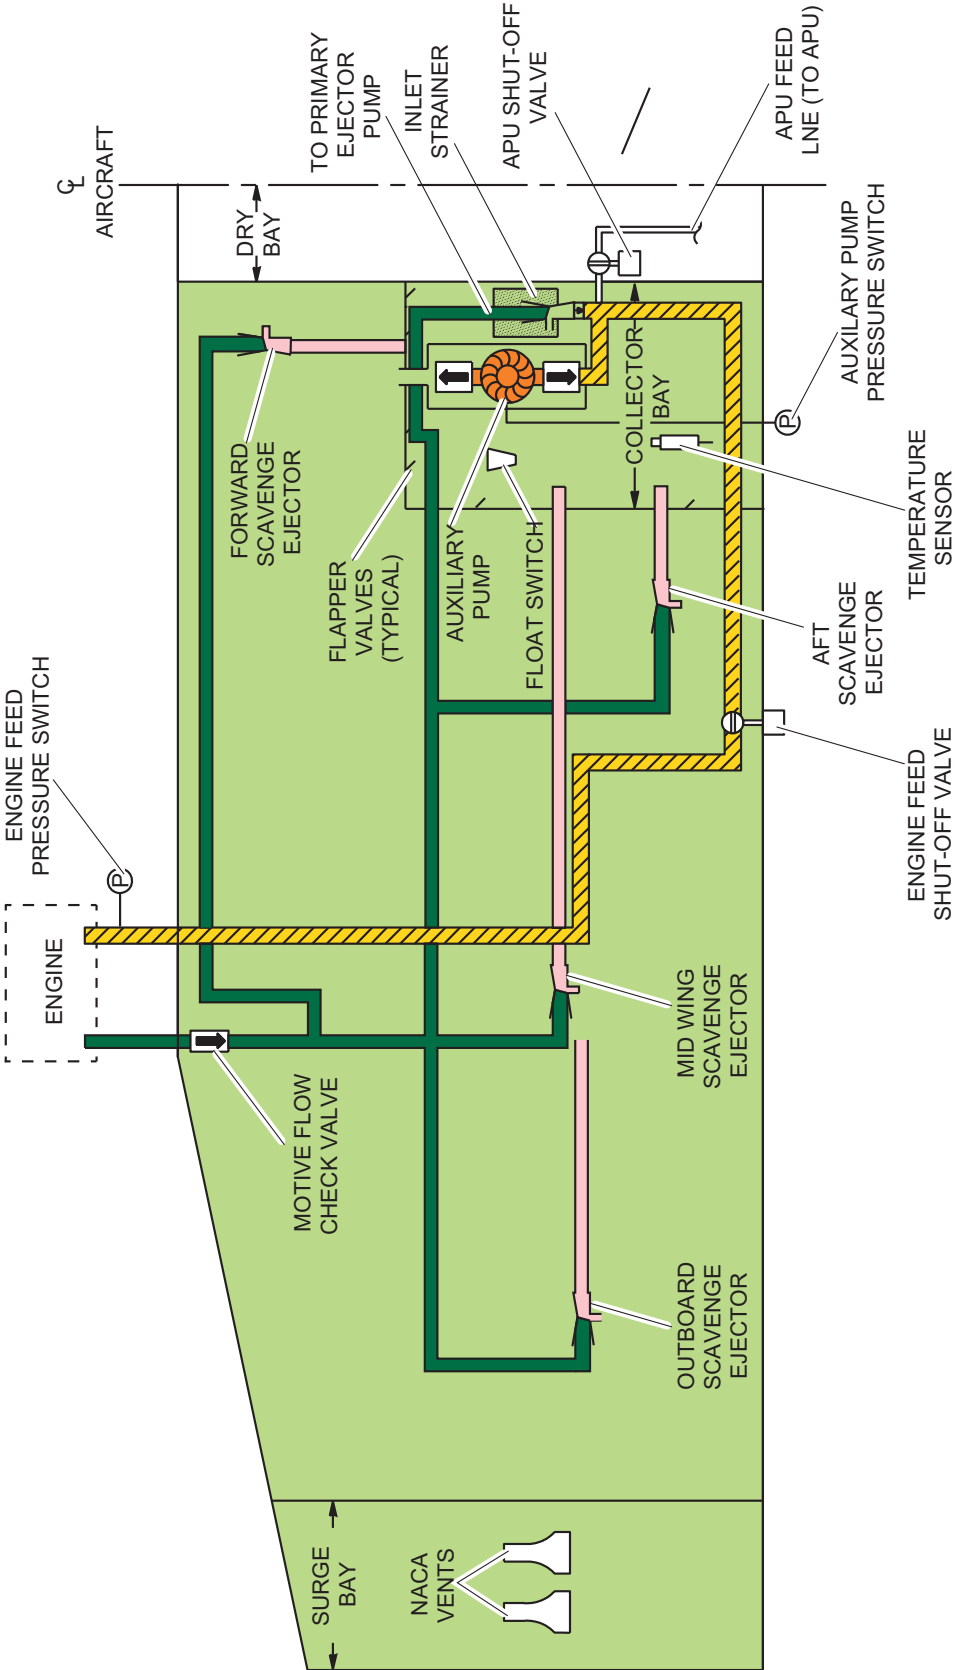 ENGINE FEED
PRESSURE SWITCH
P
ENGINE
MOTIVE FLOW
CHECK VALVE
FORWARD
SCAVENGE
EJECTOR
FLAPPER
VALVES
(TYPICAL)
AUXILIARY
PUMP
FLOAT SWITCH
℄
AIRCRAFT
DRY
BAY
TO PRIMARY
EJECTOR
PUMP
INLET
STRAINER
APU SHUT-OFF
VALVE
APU FEED
LNE (TO APU)
COLLECTOR
BAY
P
AUXILARY PUMP
PRESSURE SWITCH
TEMPERATURE
SENSOR
AFT
SCAVENGE
EJECTOR
ENGINE FEED
SHUT-OFF VALVE
MID WING
SCAVENGE
EJECTOR
OUTBOARD
SCAVENGE
EJECTOR
SURGE
BAY
NACA
VENTS